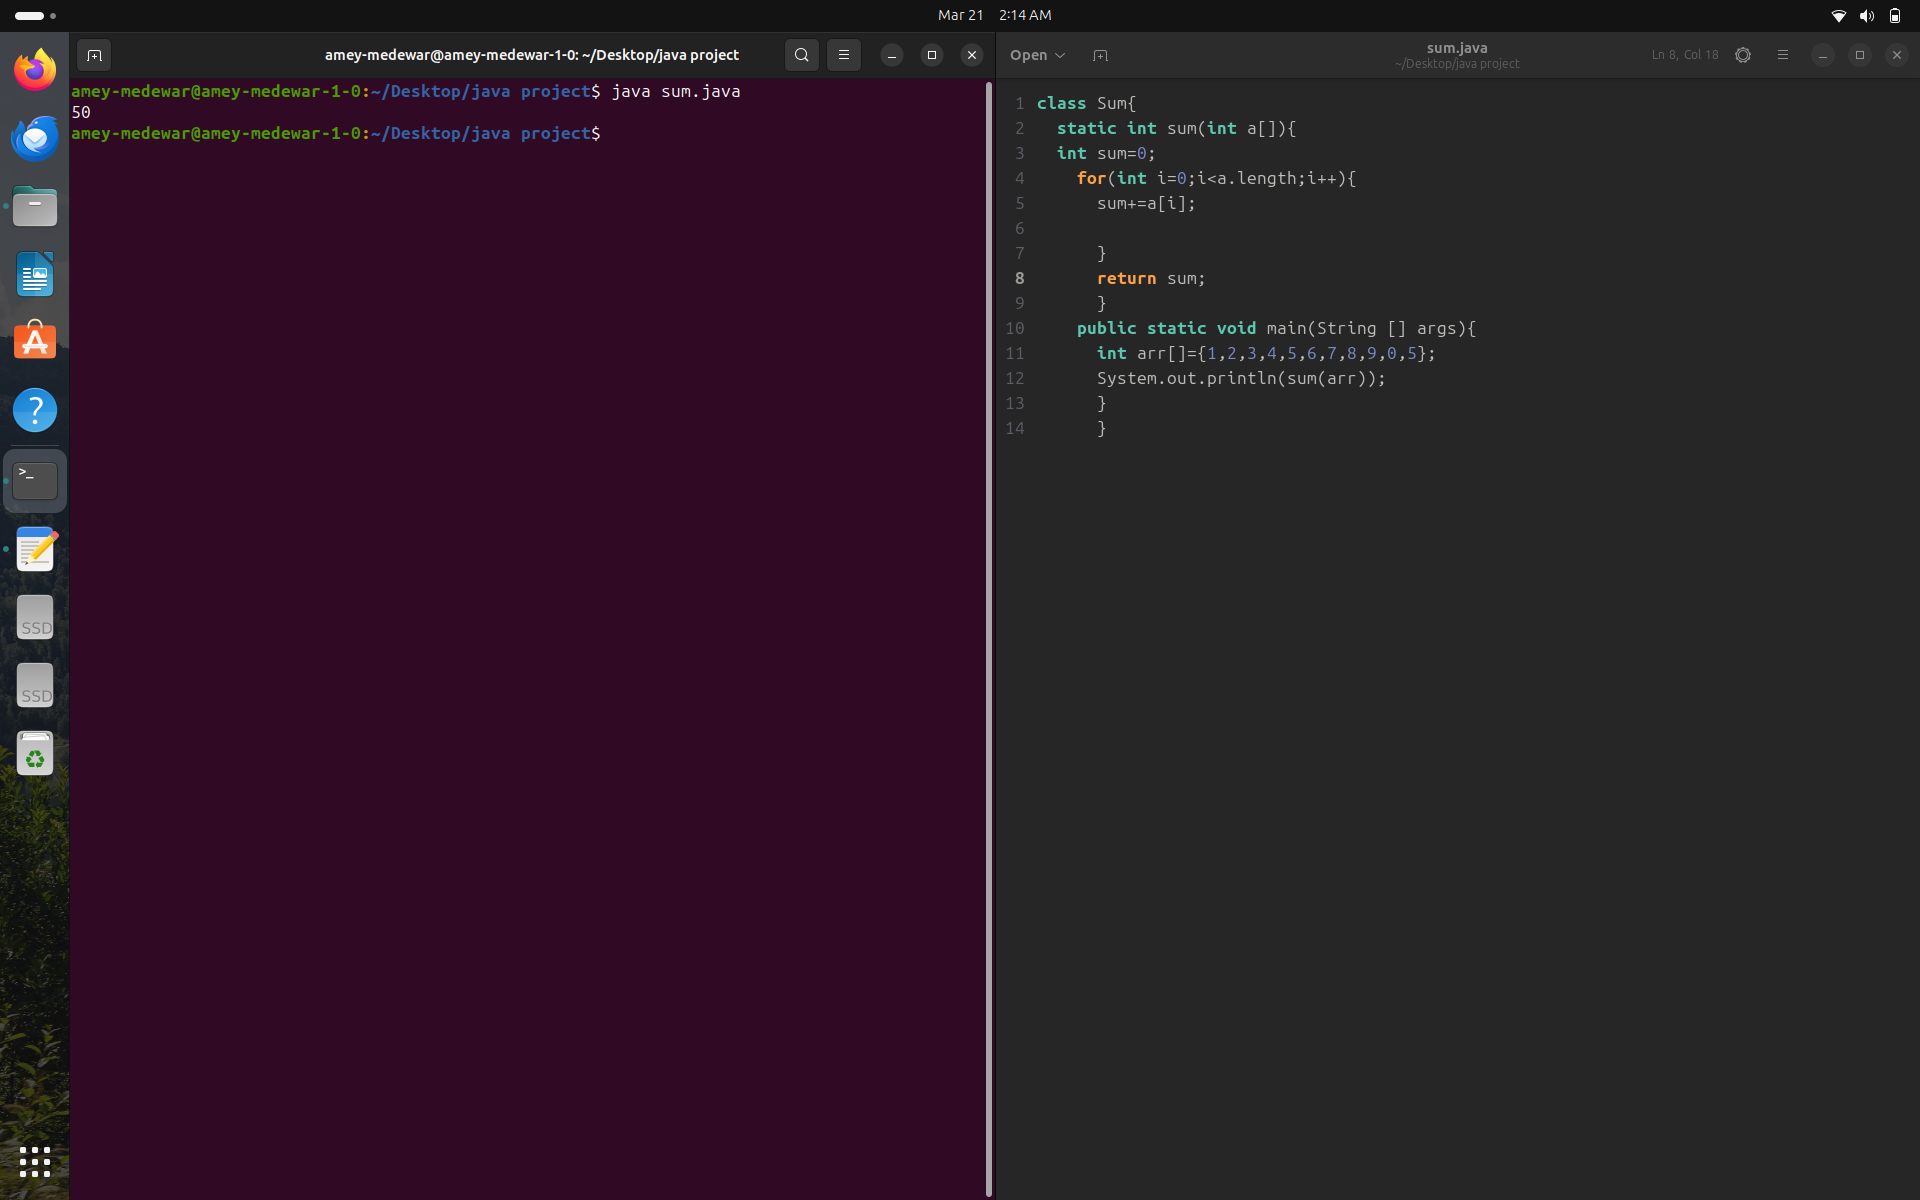 Mar 21 2:14 AM
amey-medewar@amey-medewar-1-0: ~/Desktop/java project
amey-medewar@amey-medewar-1-0:~/Desktop/java project$ java sum.java
50
amey-medewar@amey-medewar-1-0:~/Desktop/java project$
>_
SSD
SSD
Open
sum.java
~/Desktop/java project
Ln 8, Col 18
1 class Sum{
2 static int sum(int a[]){
3 int sum=0;
4 for(int i=0;i<a.length;i++){
5 sum+=a[i];
6
7 }
8 return sum;
9 }
10 public static void main(String [] args){
11 int arr[]={1,2,3,4,5,6,7,8,9,0,5};
12 System.out.println(sum(arr));
13 }
14 }